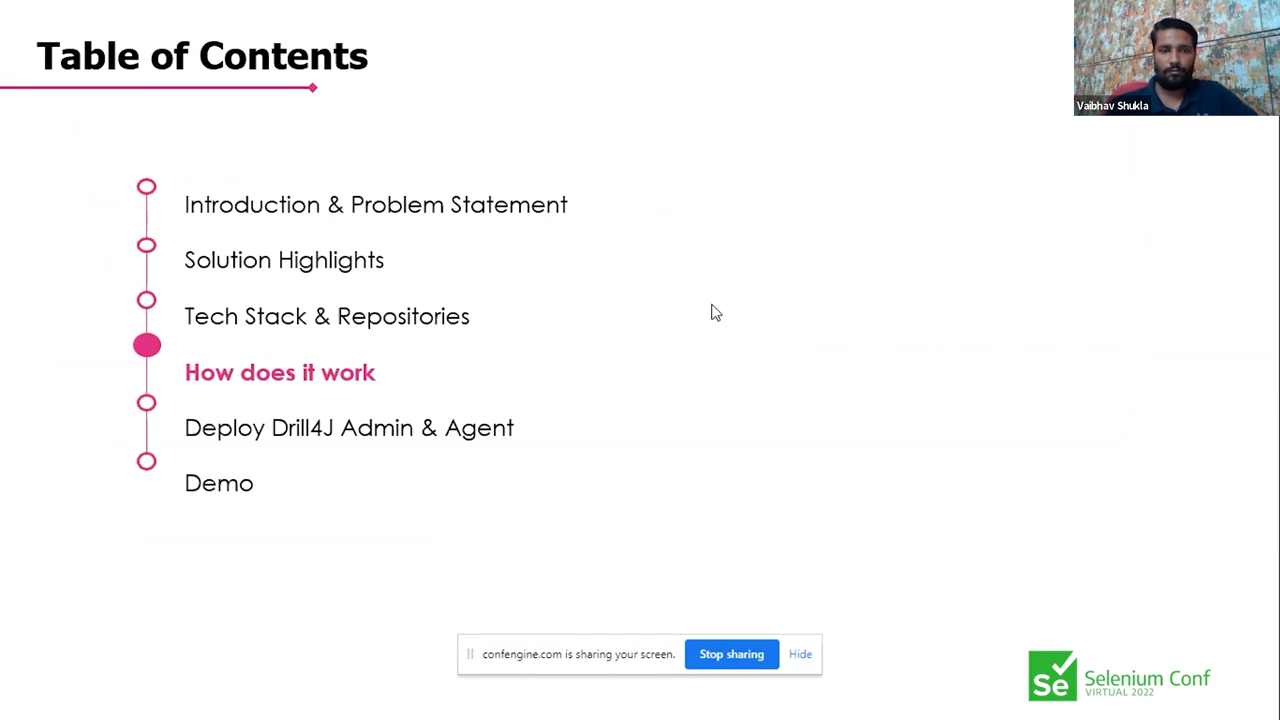 Table of Contents
Vaibhav Shukla
Introduction & Problem Statement
Solution Highlights
Tech Stack & Repositories
How does it work
Deploy Drill4J Admin & Agent
Demo
confengine.com is sharing your screen.
Stop sharing
Hide
Se
Selenium Conf
VIRTUAL 2022